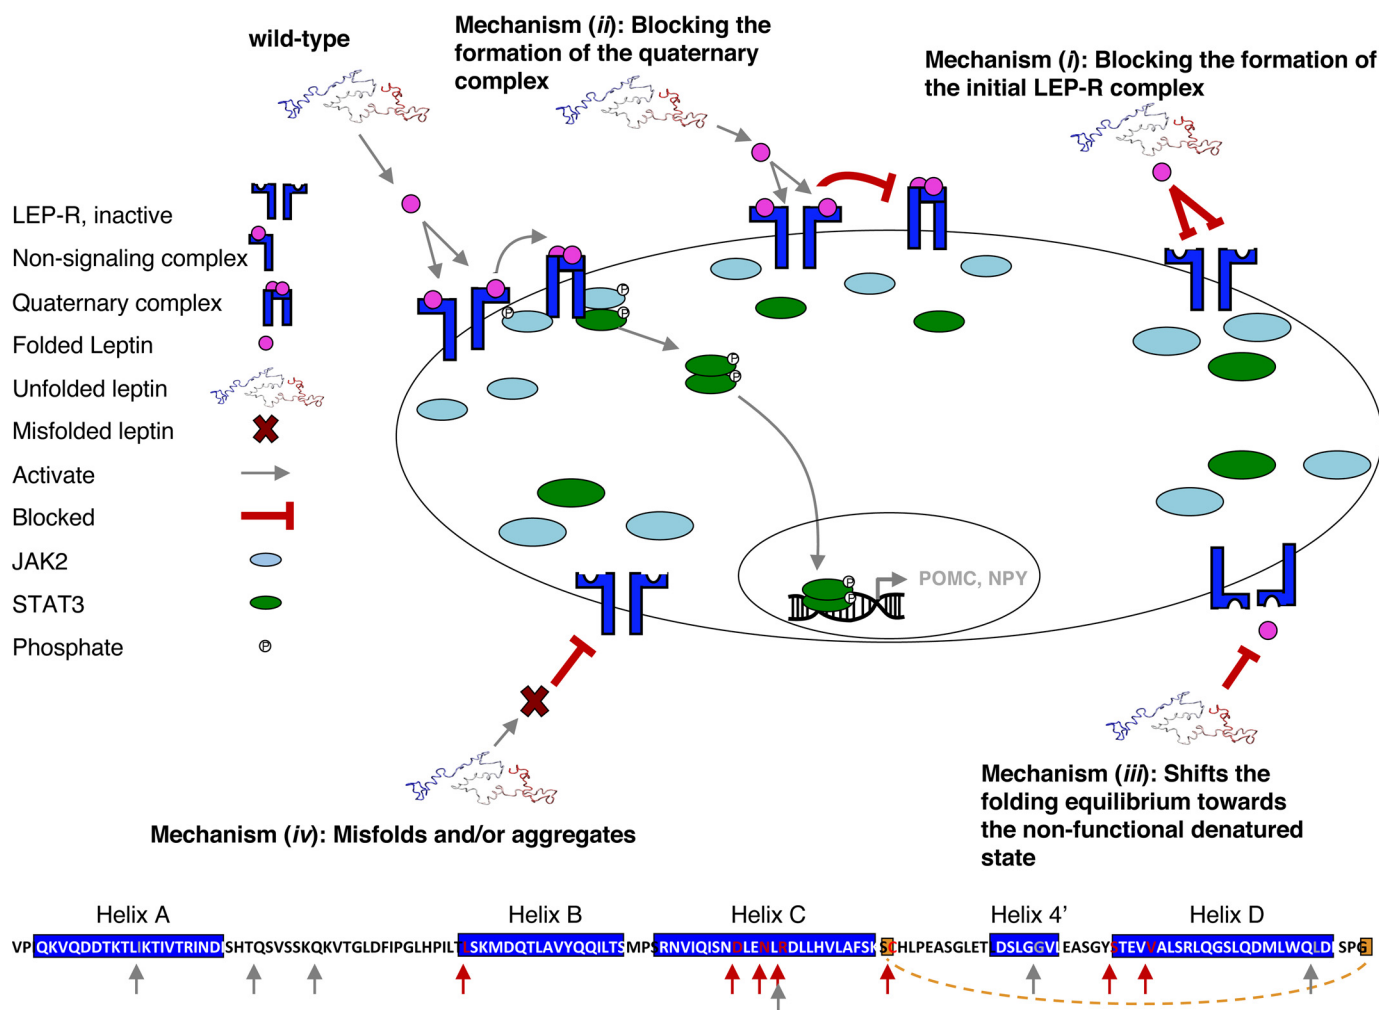 wild-type
Mechanism (ii): Blocking the
formation of the quaternary
complex
Mechanism (i): Blocking the formation of
the initial LEP-R complex
LEP-R, inactive
Non-signaling complex
Quaternary complex
Folded Leptin
Unfolded leptin
Misfolded leptin
Activate
Blocked
JAK2
STAT3
Phosphate
P
P
P
P
P
P
P
P
P
POMC, NPY
Mechanism (iii): Shifts the
folding equilibrium towards
the non-functional denatured
state
Mechanism (iv): Misfolds and/or aggregates
Helix A
Helix B
Helix C
Helix 4’
Helix D
VPQKVQDDTKTLIKTIVTRINDISHTQSVSSKQKVTGLDFIPGLHPILTLSKMDQTLAVYQQILTSMPSRNVIQISNDLENLRDLLHVLAFSKSCHLPEASGLETDSLGGVLEASGYSTEVVALSRLQGSLQDMLWQLDISPG